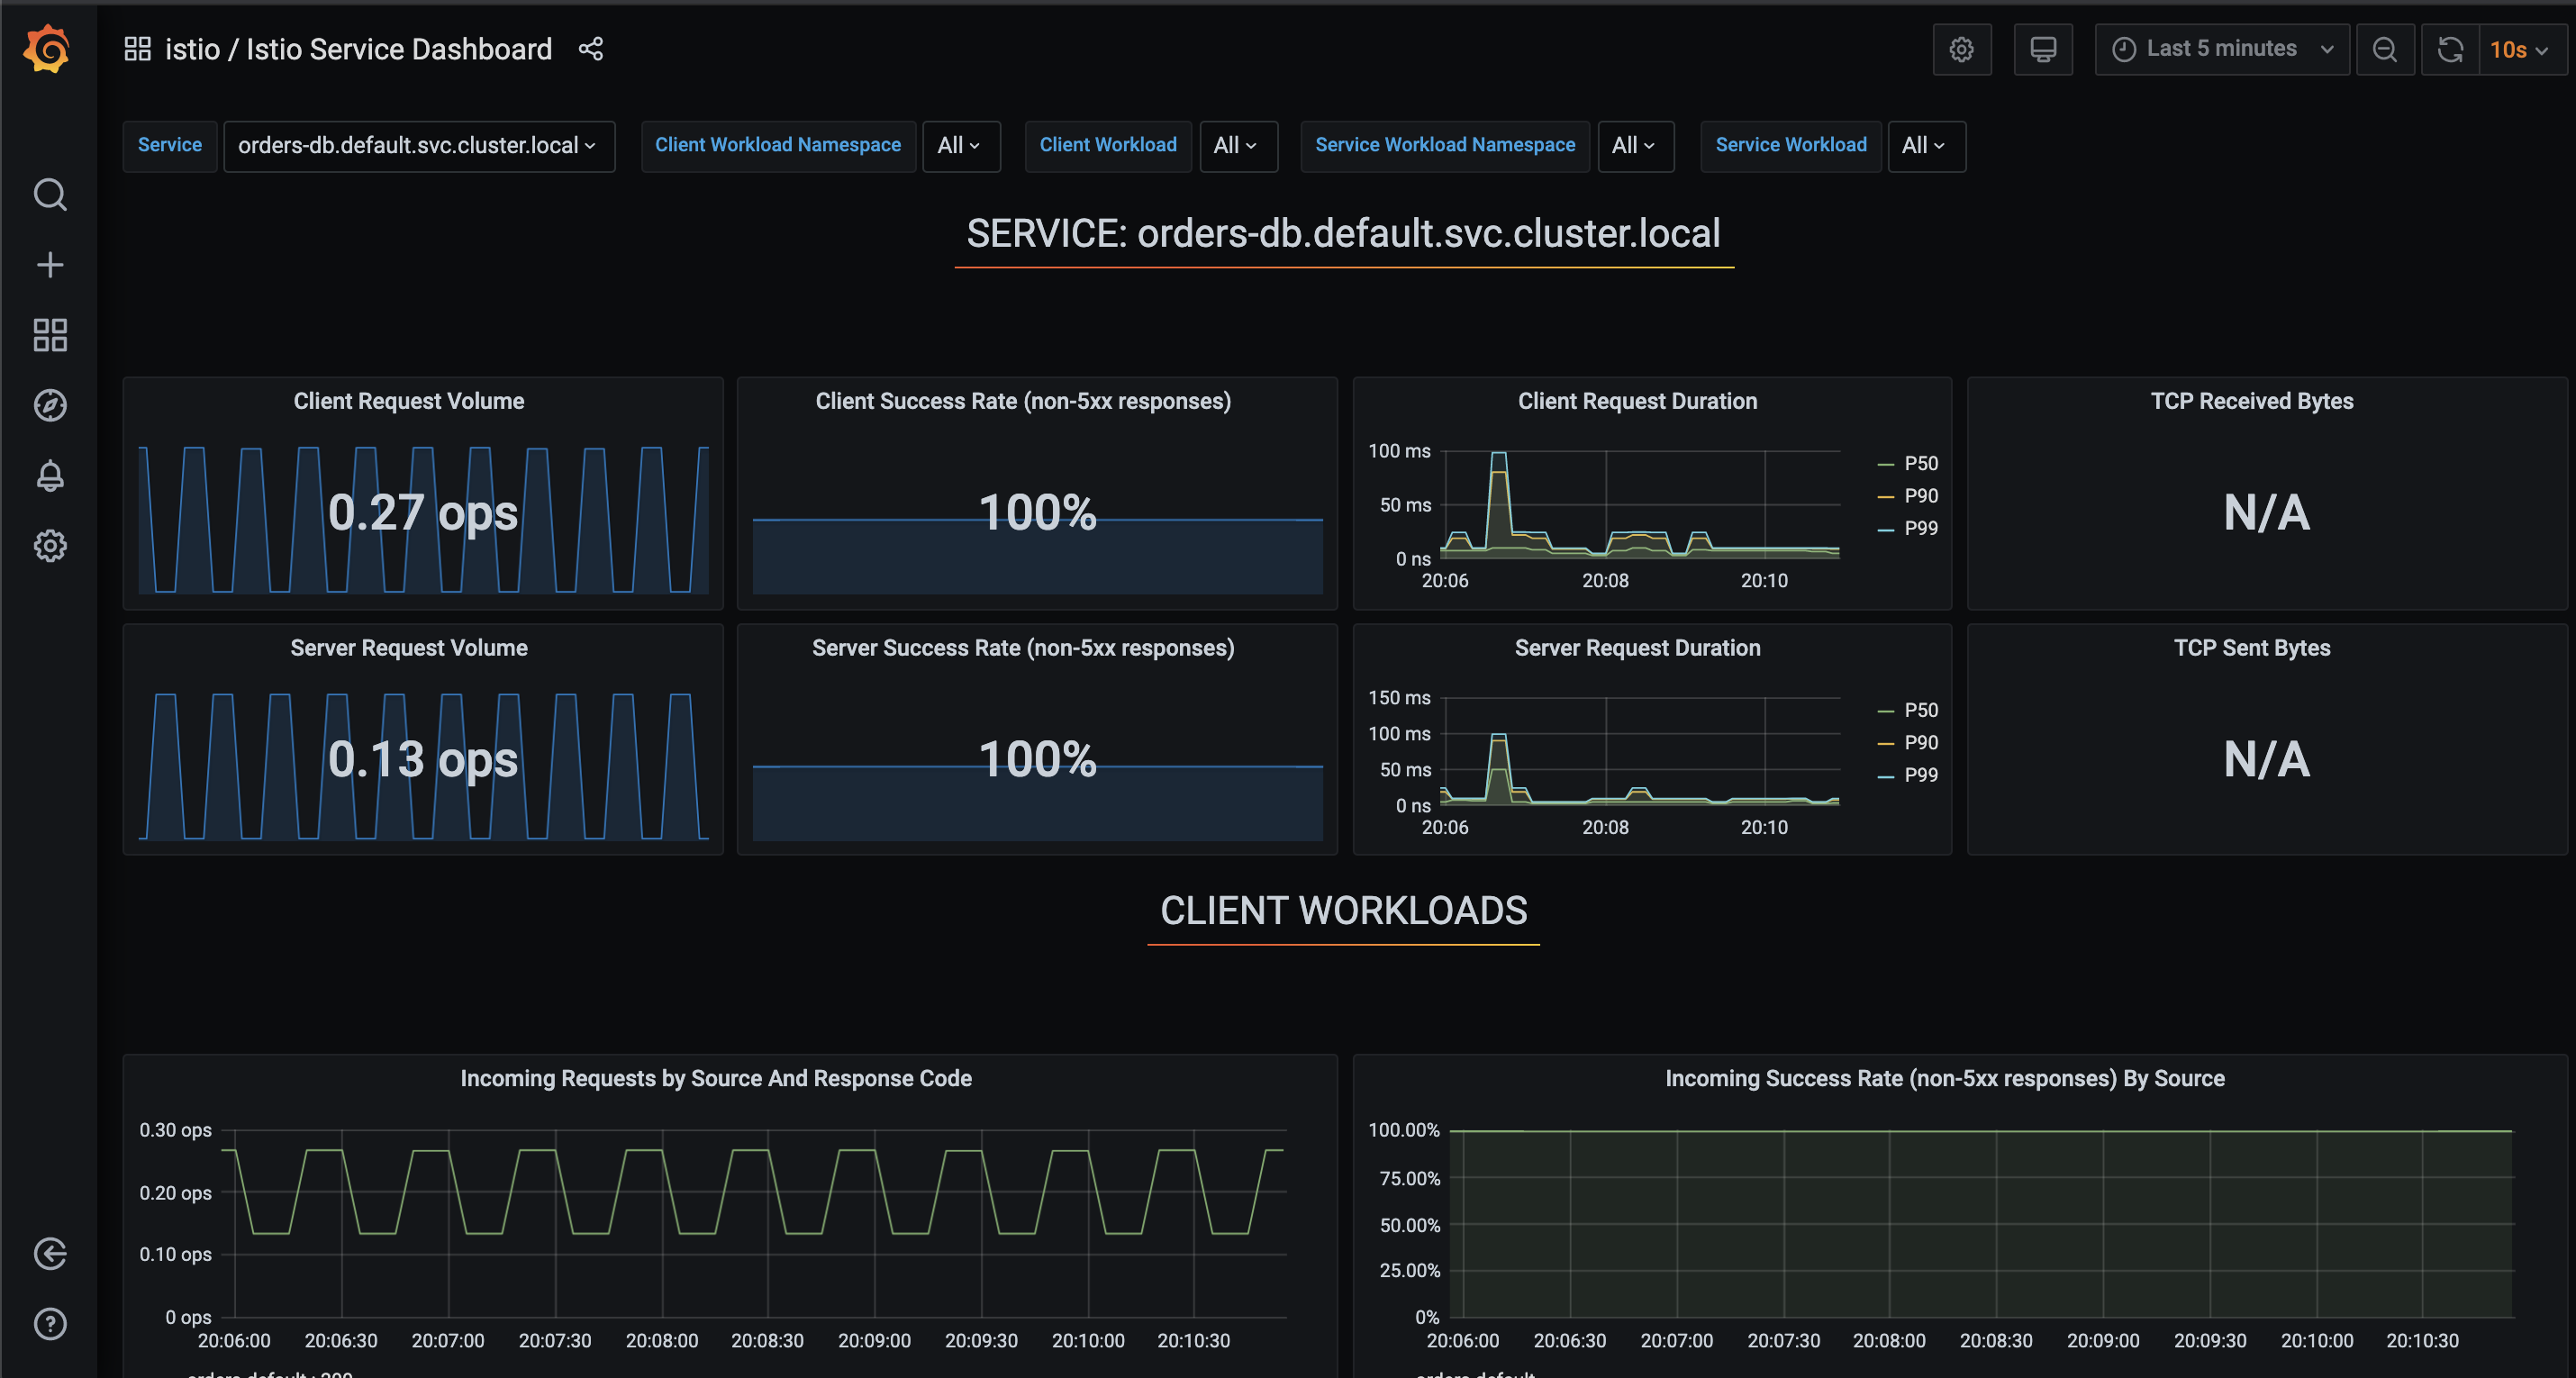 istio / Istio Service Dashboard
Last 5 minutes
10s
Service
orders-db.default.svc.cluster.local
Client Workload Namespace
All
Client Workload
All
Service Workload Namespace
All
Service Workload
All
SERVICE: orders-db.default.svc.cluster.local
Client Request Volume
0.27 ops
Client Success Rate (non-5xx responses)
100%
Client Request Duration
100 ms
50 ms
0 ns
20:06
20:08
20:10
P50
P90
P99
TCP Received Bytes
N/A
Server Request Volume
0.13 ops
Server Success Rate (non-5xx responses)
100%
Server Request Duration
150 ms
100 ms
50 ms
0 ns
20:06
20:08
20:10
P50
P90
P99
TCP Sent Bytes
N/A
CLIENT WORKLOADS
Incoming Requests by Source And Response Code
0.30 ops
0.20 ops
0.10 ops
0 ops
20:06:00
20:06:30
20:07:00
20:07:30
20:08:00
20:08:30
20:09:00
20:09:30
20:10:00
20:10:30
Incoming Success Rate (non-5xx responses) By Source
100.00%
75.00%
50.00%
25.00%
0%
20:06:00
20:06:30
20:07:00
20:07:30
20:08:00
20:08:30
20:09:00
20:09:30
20:10:00
20:10:30